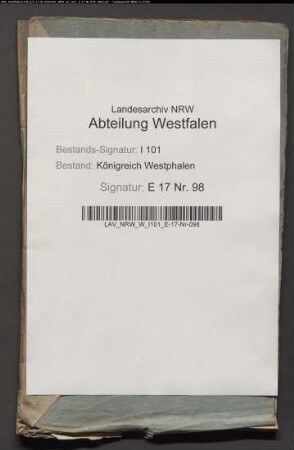 Landesarchiv NRW
Abteilung Westfalen
Bestands-Signatur: I 101
Bestand: Königreich Westphalen
Signatur: E 17 Nr. 98
LAV_NRW_W_I101_E-17-Nr-098